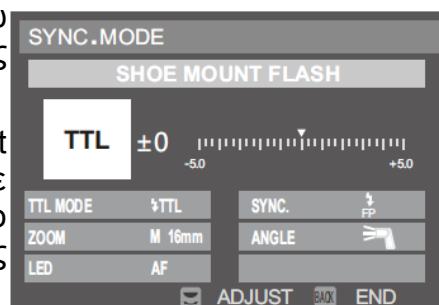 SYNC.MODE
SHOE MOUNT FLASH
TTL ±0
-5.0 +5.0
TTL MODE TTL SYNC. FP
ZOOM M 16mm ANGLE
LED AF
ADJUST BACK END